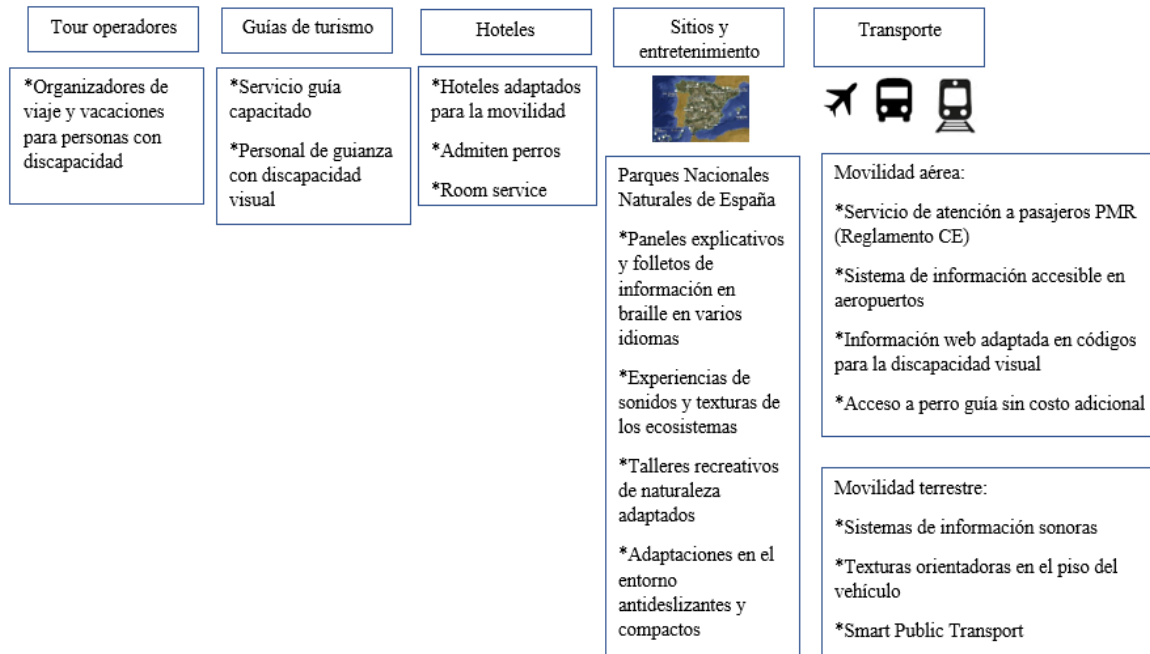 Tour operadores
*Organizadores de
viaje y vacaciones
para personas con
discapacidad
Guías de turismo
*Servicio guía
capacitado
*Personal de guianza
con discapacidad
visual
Hoteles
*Hoteles adaptados
para la movilidad
*Admiten perros
*Room service
Sitios y
entretenimiento
Parques Nacionales
Naturales de España
*Paneles explicativos
y folletos de
información en
braille en varios
idiomas
*Experiencias de
sonidos y texturas de
los ecosistemas
*Talleres recreativos
de naturaleza
adaptados
*Adaptaciones en el
entorno
antideslizantes y
compactos
Transporte
Movilidad aérea:
*Servicio de atención a pasajeros PMR
(Reglamento CE)
*Sistema de información accesible en
aeropuertos
*Información web adaptada en códigos
para la discapacidad visual
*Acceso a perro guía sin costo adicional
Movilidad terrestre:
*Sistemas de información sonoras
*Texturas orientadoras en el piso del
vehículo
*Smart Public Transport